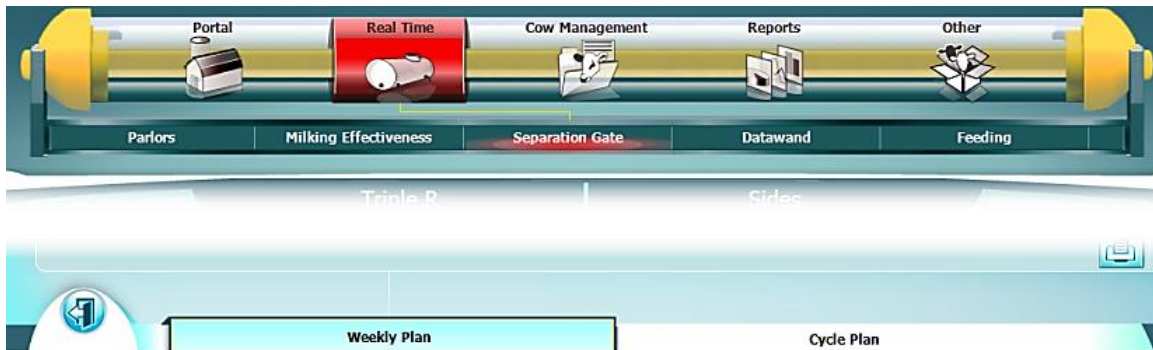 Portal Real Time Cow Management Reports Other
Parlors Milking Effectiveness Separation Gate Datawand Feeding
Triple R Sides
Weekly Plan Cycle Plan